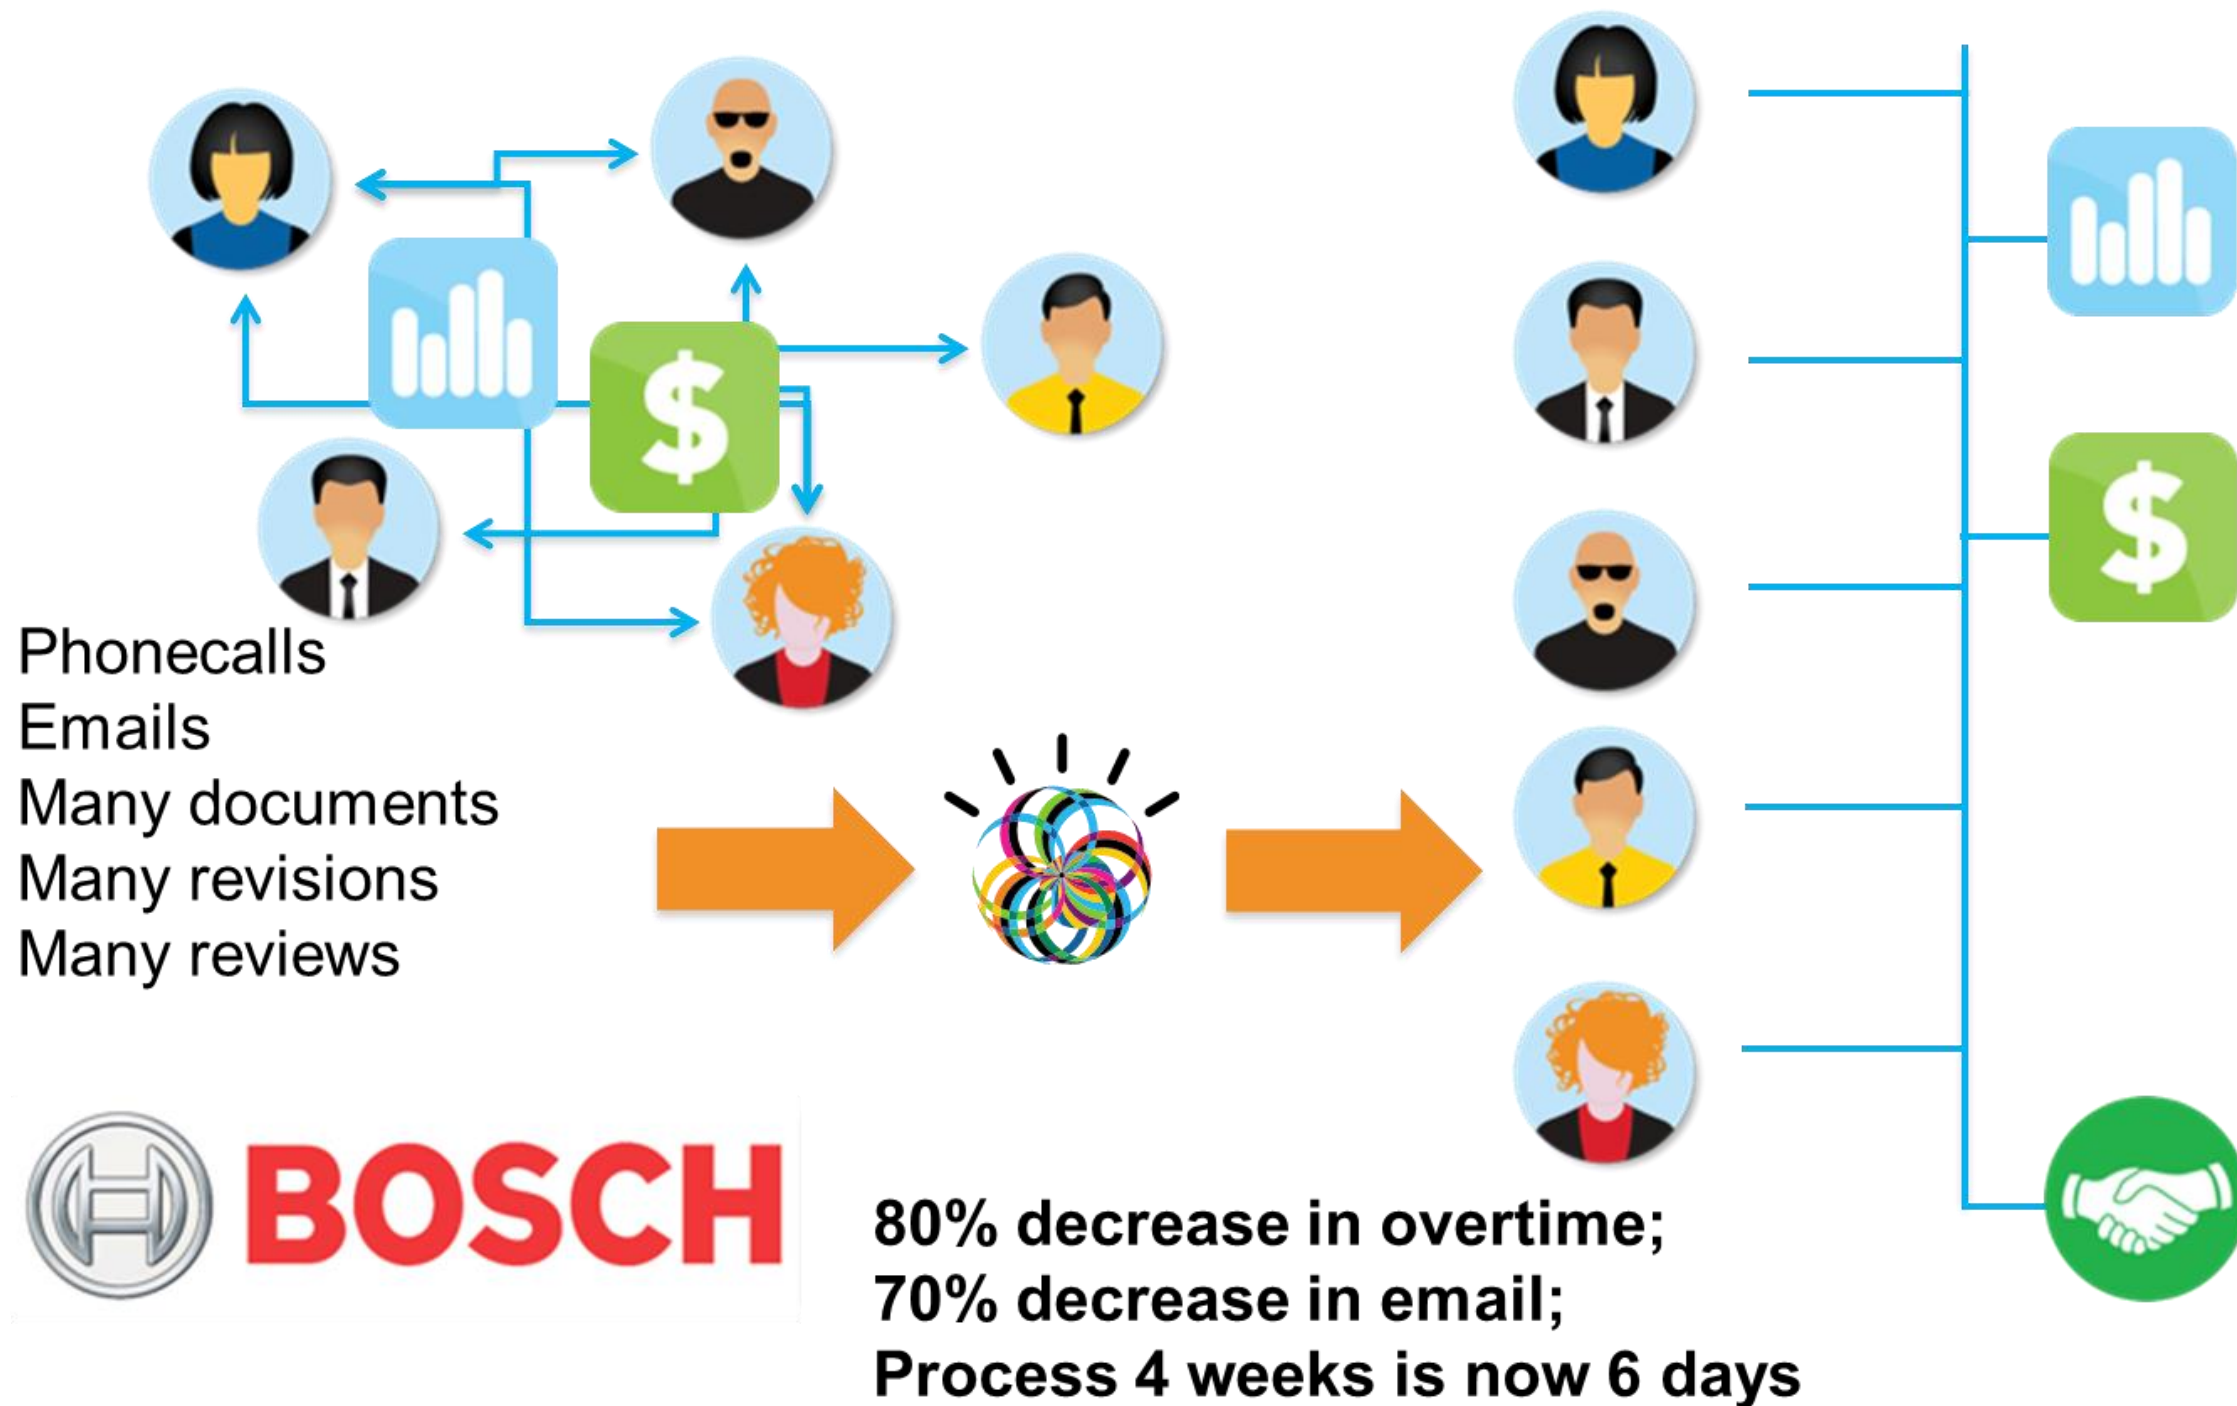 Phonecalls
Emails
Many documents
Many revisions
Many reviews
BOSCH
80% decrease in overtime;
70% decrease in email;
Process 4 weeks is now 6 days